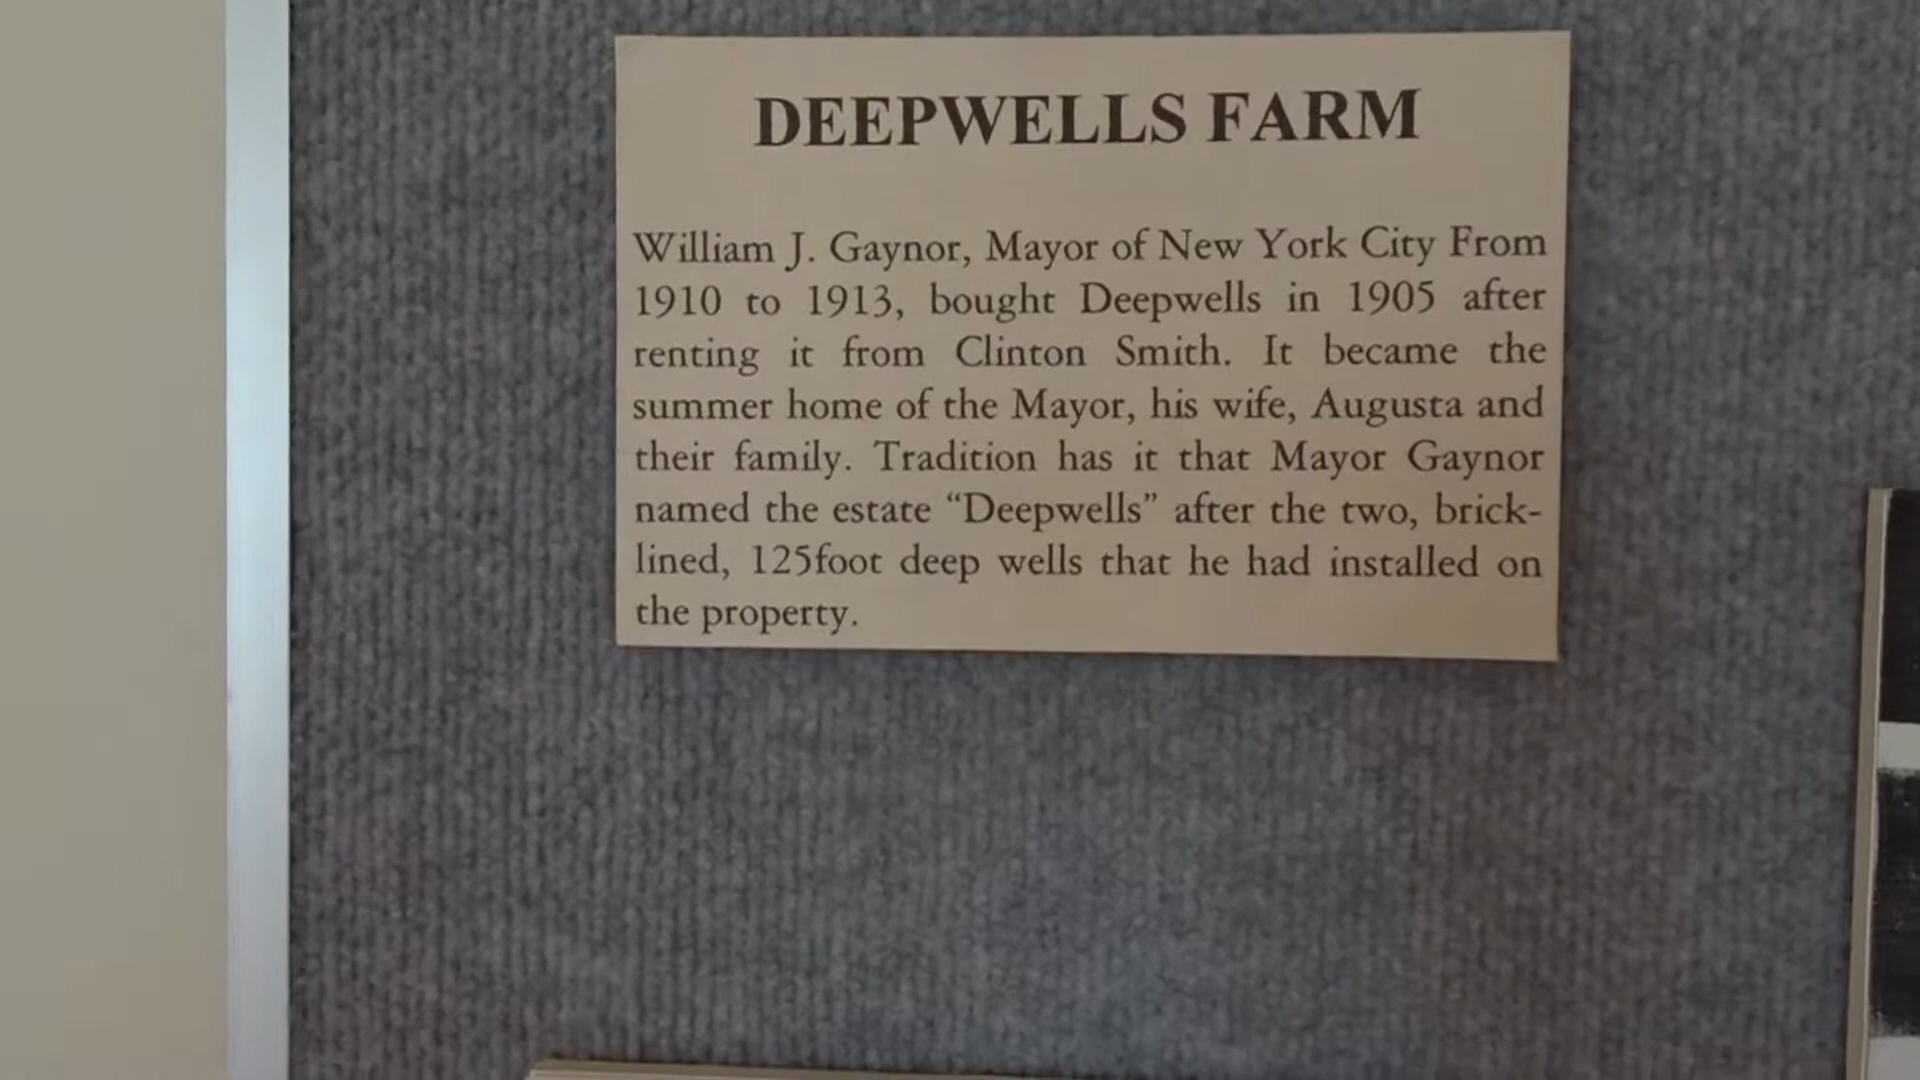 DEEPWELLS FARM
William J. Gaynor, Mayor of New York City From
1910 to 1913, bought Deepwells in 1905 after
renting it from Clinton Smith. It became the
summer home of the Mayor, his wife, Augusta and
their family. Tradition has it that Mayor Gaynor
named the estate “Deepwells” after the two, brick-
lined, 125foot deep wells that he had installed on
the property.